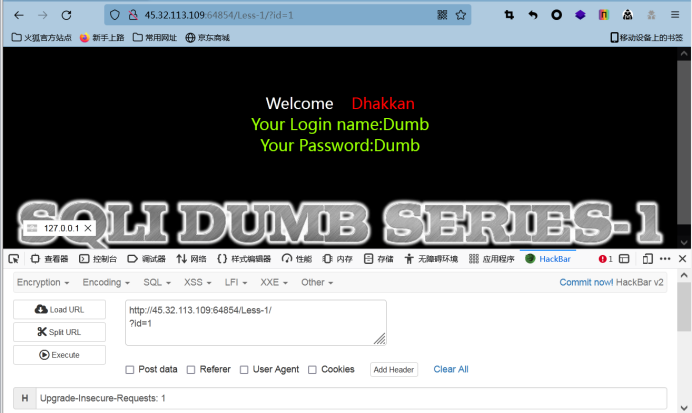 45.32.113.109:64854/Less-1/?id=1
火狐官方站点 新手上路 常用网址 京东商城 移动设备上的书签
Welcome Dhakkan
Your Login name:Dumb
Your Password:Dumb
SQLI DUMB SERIES-1
127.0.0.1
查看器 控制台 调试器 网络 样式编辑器 性能 内存 存储 无障碍环境 应用程序 HackBar 1
Encryption Encoding SQL XSS LFI XXE Other Commit now! HackBar v2
Load URL
Split URL
Execute
http://45.32.113.109:64854/Less-1/
?id=1
Post data Referer User Agent Cookies Add Header Clear All
H Upgrade-Insecure-Requests: 1